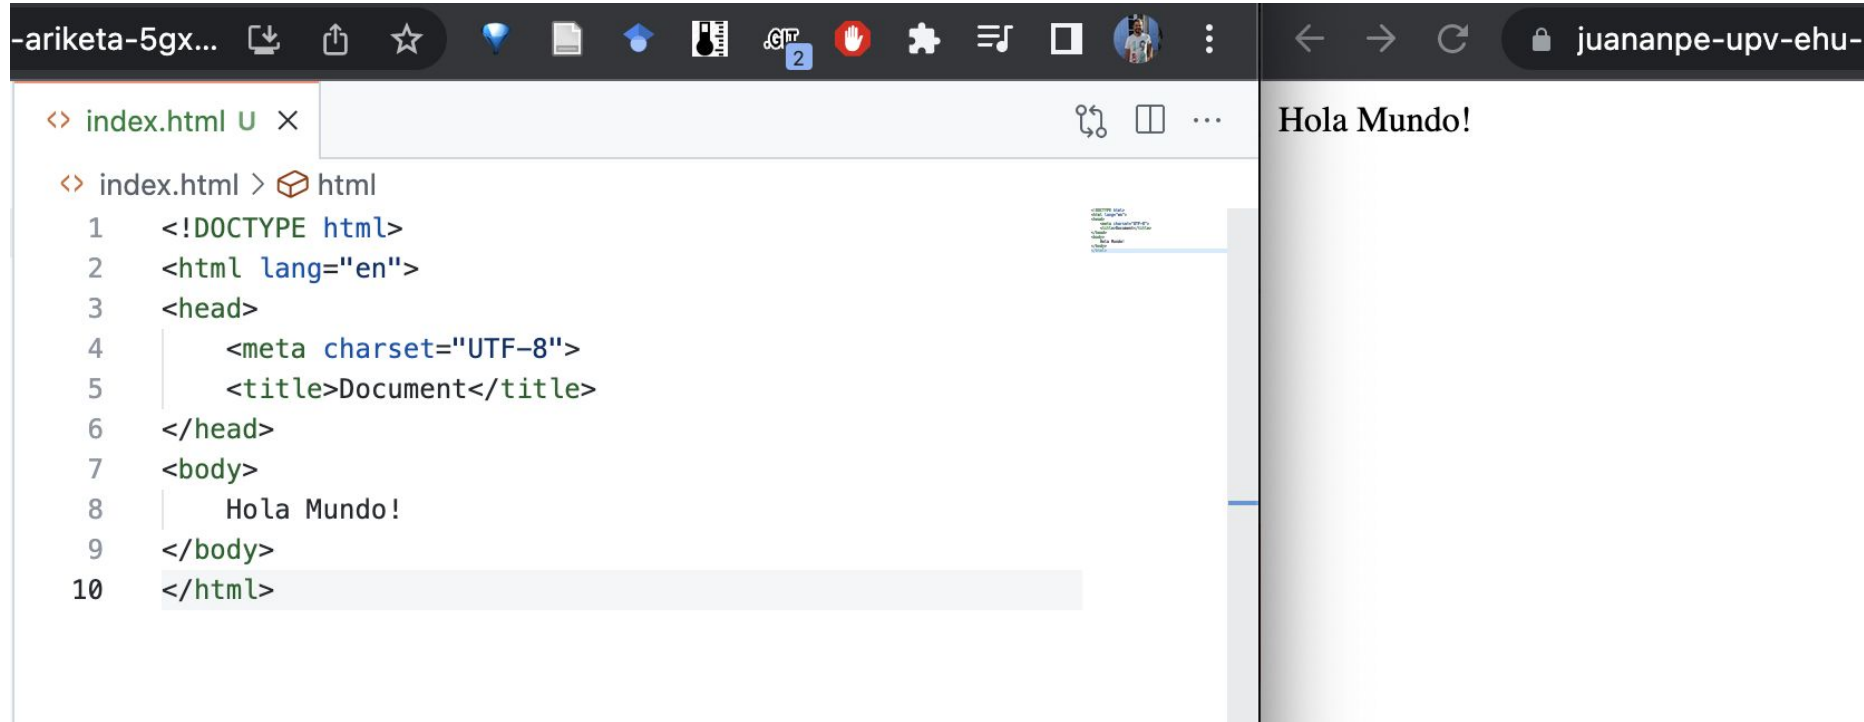 -ariketa-5gx...
.GIT
2
juananpe-upv-ehu-
<> index.html U ×
<> index.html > html
1 <!DOCTYPE html>
2 <html lang="en">
3 <head>
4 <meta charset="UTF-8">
5 <title>Document</title>
6 </head>
7 <body>
8 Hola Mundo!
9 </body>
10 </html>
Hola Mundo!